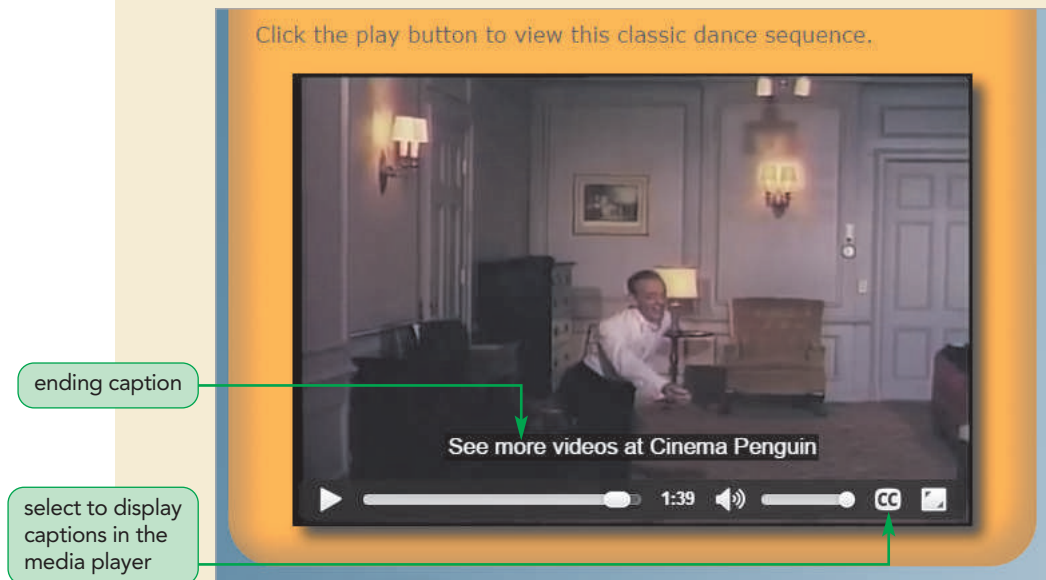 Click the play button to view this classic dance sequence.
ending caption
See more videos at Cinema Penguin
1:39
CC
select to display
captions in the
media player